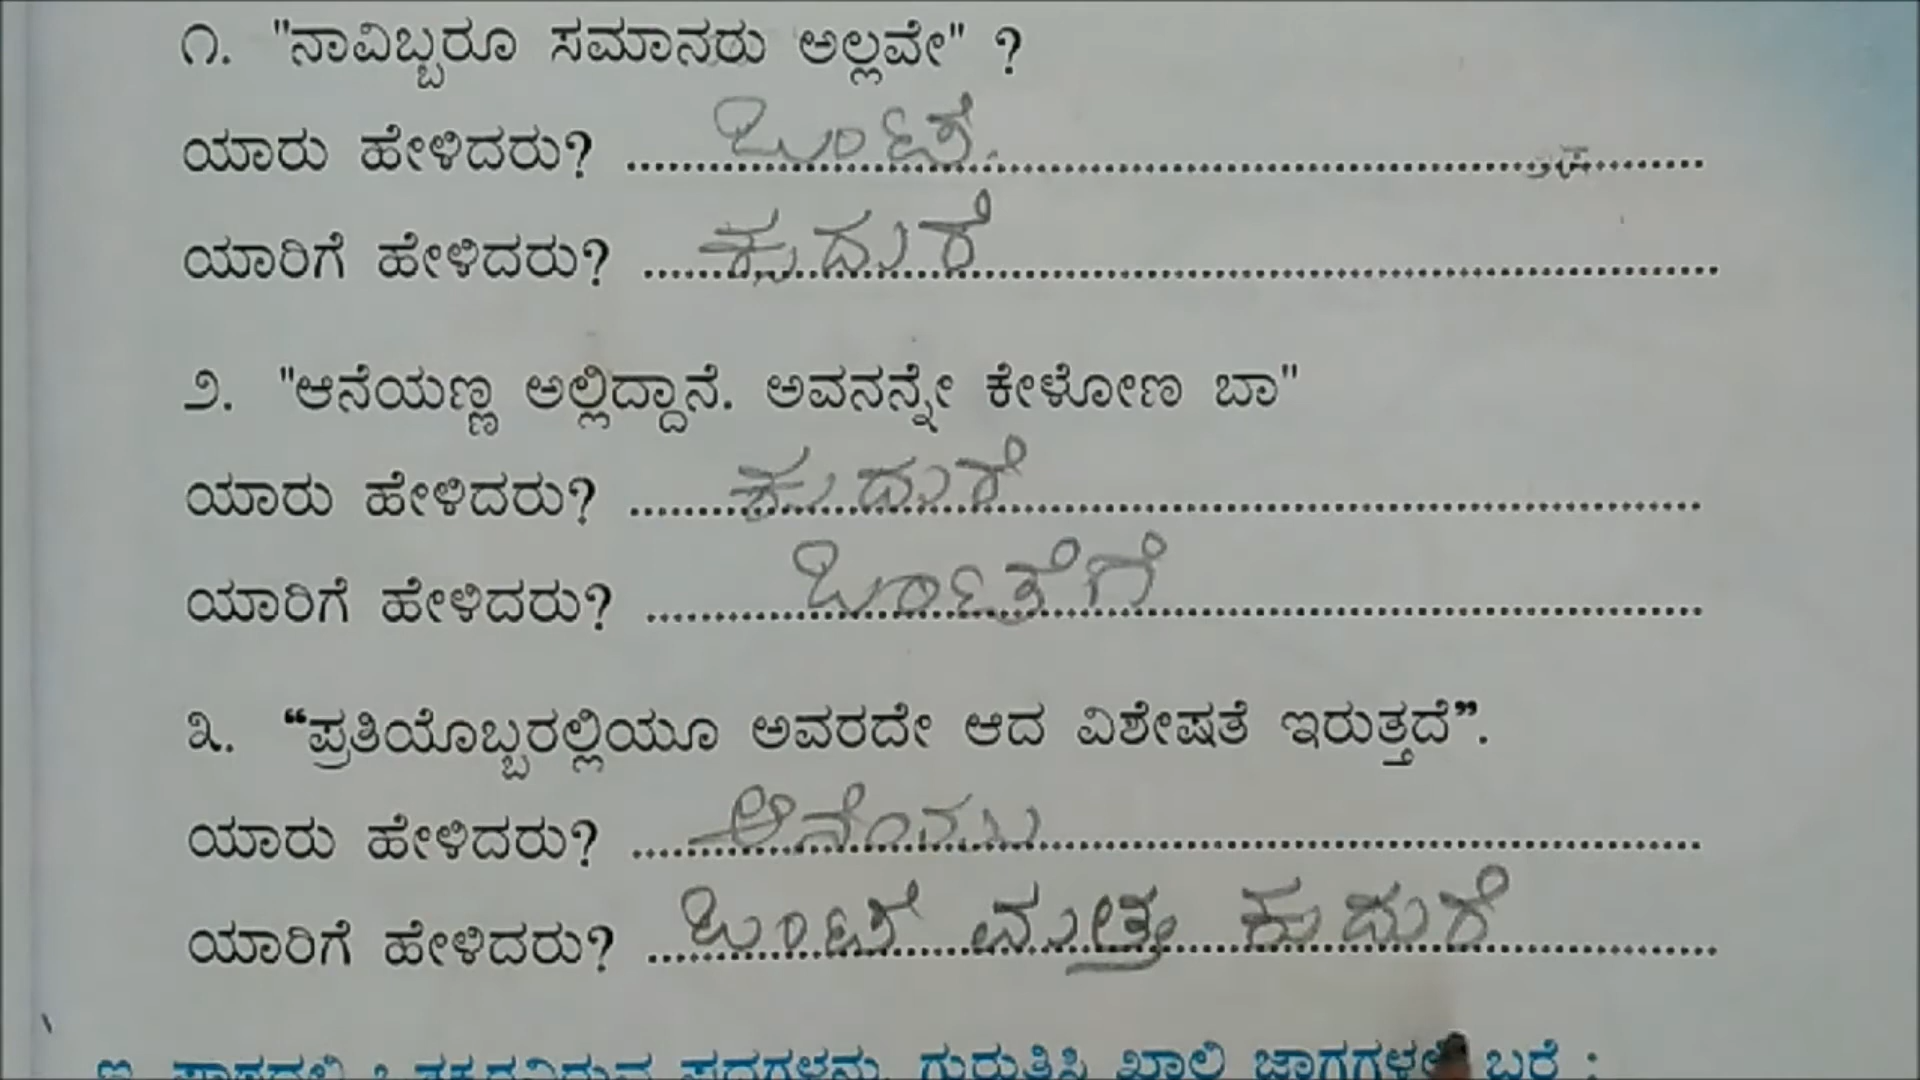 ೧. "ನಾವಿಬ್ಬರೂ ಸಮಾನರು ಅಲ್ಲವೇ" ?
ಯಾರು ಹೇಳಿದರು? ಒಂಟೆ.
ಯಾರಿಗೆ ಹೇಳಿದರು? ಕುದುರೆ
೨. "ಆನೆಯಣ್ಣ ಅಲ್ಲಿದ್ದಾನೆ. ಅವನನ್ನೇ ಕೇಳೋಣ ಬಾ"
ಯಾರು ಹೇಳಿದರು? ಕುದುರೆ
ಯಾರಿಗೆ ಹೇಳಿದರು?
೩. “ಪ್ರತಿಯೊಬ್ಬರಲ್ಲಿಯೂ ಅವರದೇ ಆದ ವಿಶೇಷತೆ ಇರುತ್ತದೆ”.
ಯಾರು ಹೇಳಿದರು? ಆನೆಯು
ಯಾರಿಗೆ ಹೇಳಿದರು? ಒಂಟೆ ಮತ್ತು ಕುದುರೆ
ಗುರುತಿಸಿ ಖಾಲಿ ಬರೆ :